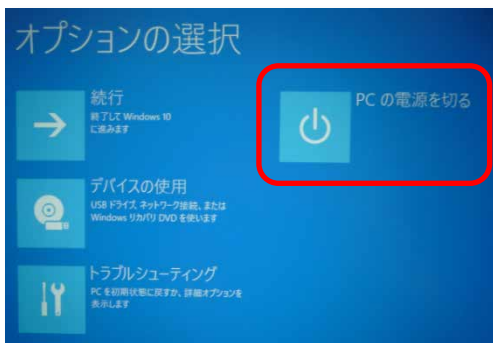 オプションの選択
続行
終了して Windows 10
に進みます
デバイスの使用
USB ドライブ、ネットワーク接続、または
Windows リカバリ DVD を使います
トラブルシューティング
PC を初期状態に戻すか、詳細オプションを
表示します
PC の電源を切る